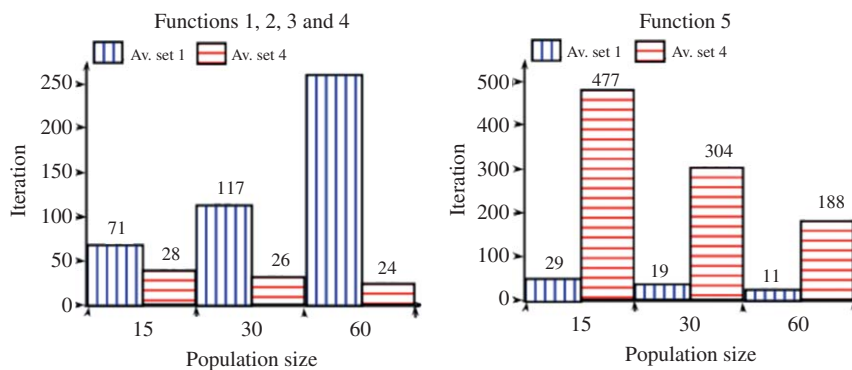 Functions 1, 2, 3 and 4
Av. set 1 Av. set 4
Iteration
250
200
150
100
50
0
71
28
117
26
24
15 30 60
Population size
Function 5
Av. set 1 Av. set 4
Iteration
500
400
300
200
100
0
29
477
19
304
11
188
15 30 60
Population size